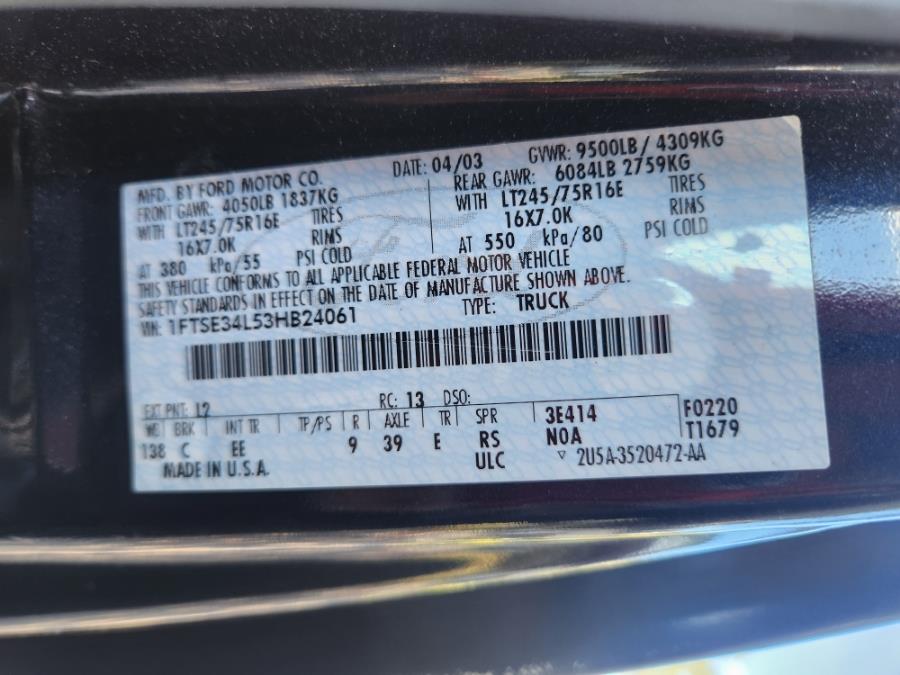 MFD. BY FORD MOTOR CO. DATE: 04/03 GVWR: 9500LB/ 4309KG
FRONT GAWR: 4050LB 1837KG REAR GAWR: 6084LB 2759KG
WITH LT245/75R16E TIRES WITH LT245/75R16E TIRES
16X7.0K RIMS 16X7.0K RIMS
AT 380 kPa/55 PSI COLD AT 550 kPa/80 PSI COLD
THIS VEHICLE CONFORMS TO ALL APPLICABLE FEDERAL MOTOR VEHICLE
SAFETY STANDARDS IN EFFECT ON THE DATE OF MANUFACTURE SHOWN ABOVE.
VIN: 1FTSE34L53HB24061 TYPE: TRUCK
EXT PNT: L2 RC: 13 DSO:
WB BRK INT TR TP/PS R AXLE TR SPR 3E414 F0220
138 C EE 9 39 E RS N0A T1679
MADE IN U.S.A. ULC ▽ 2U5A-3520472-AA